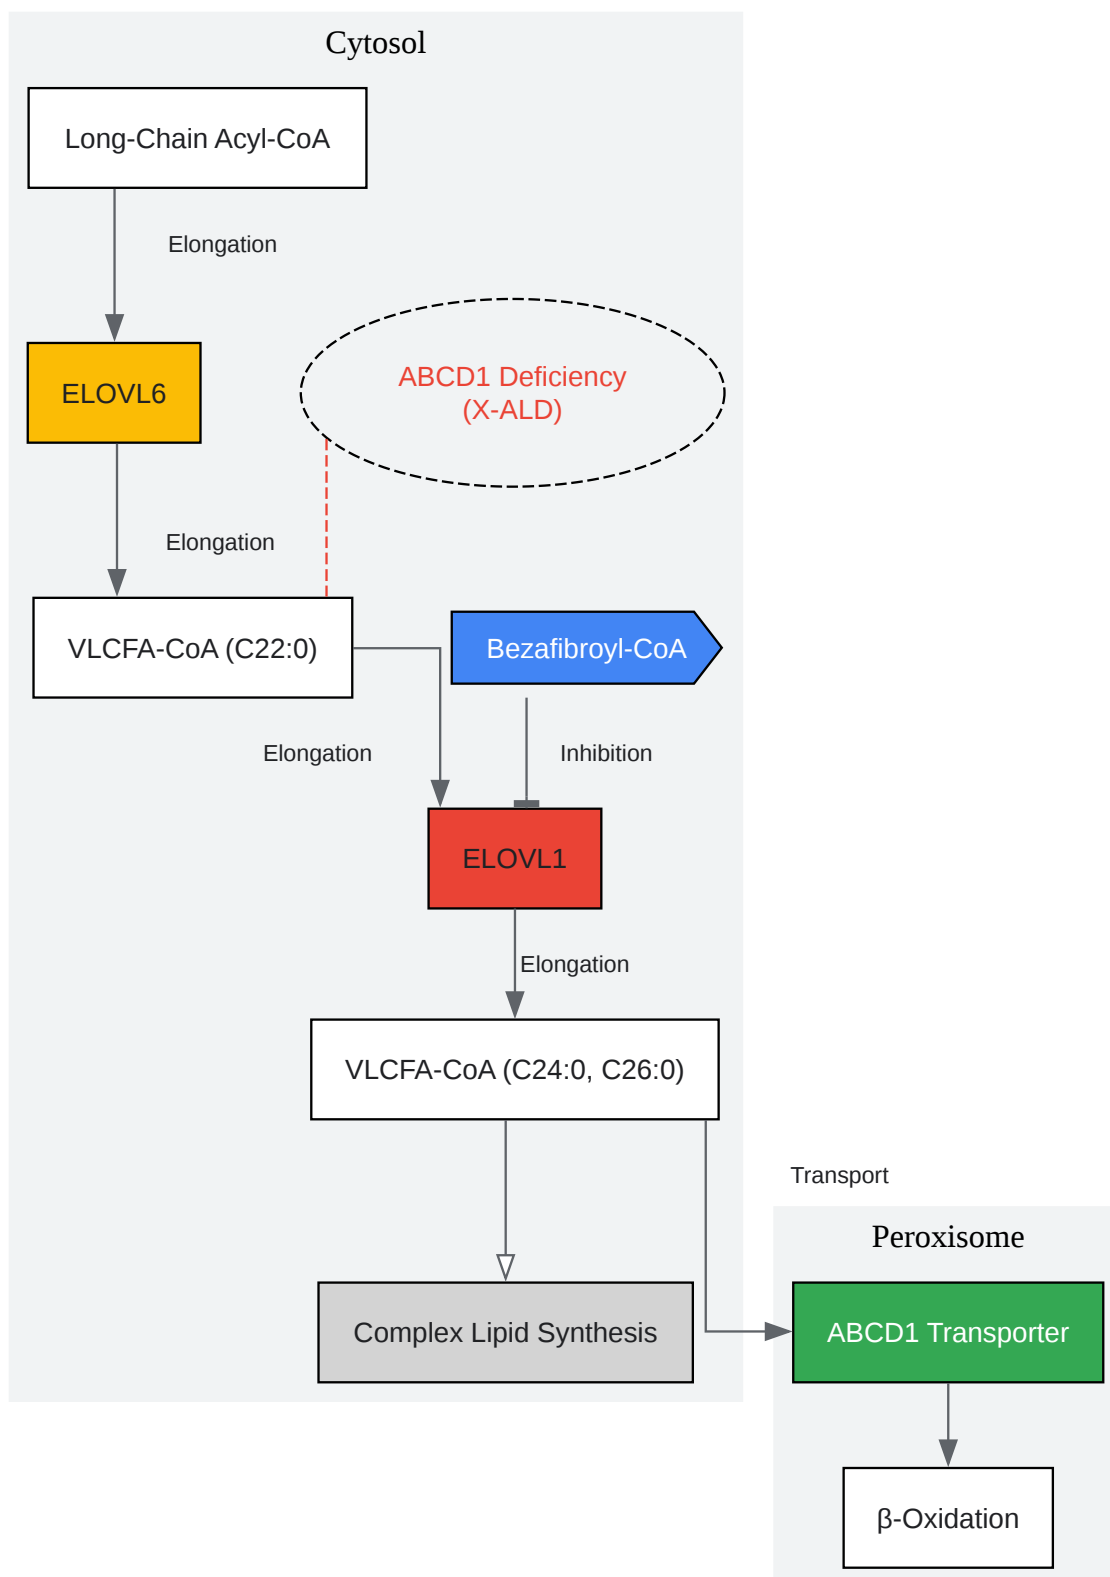 Cytosol
Long-Chain Acyl-CoA
Elongation
ELOVL6
ABCD1 Deficiency
(X-ALD)
Elongation
VLCFA-CoA (C22:0)
Bezafibroyl-CoA
Elongation
Inhibition
ELOVL1
Elongation
VLCFA-CoA (C24:0, C26:0)
Transport
Peroxisome
Complex Lipid Synthesis
ABCD1 Transporter
β-Oxidation